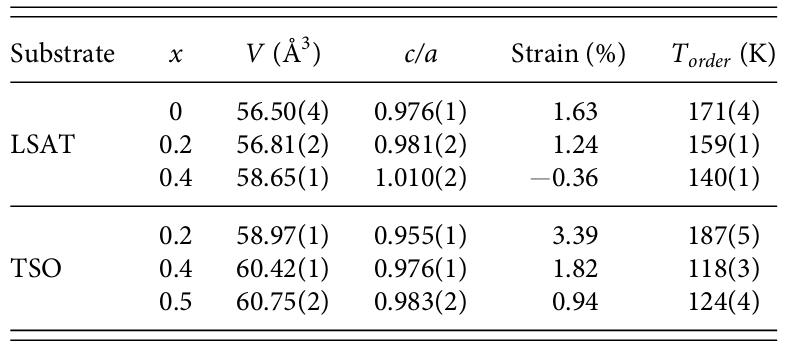 Substrate x V (Å³) c/a Strain (%) T_order (K)
0 56.50(4) 0.976(1) 1.63 171(4)
LSAT 0.2 56.81(2) 0.981(2) 1.24 159(1)
0.4 58.65(1) 1.010(2) −0.36 140(1)
0.2 58.97(1) 0.955(1) 3.39 187(5)
TSO 0.4 60.42(1) 0.976(1) 1.82 118(3)
0.5 60.75(2) 0.983(2) 0.94 124(4)